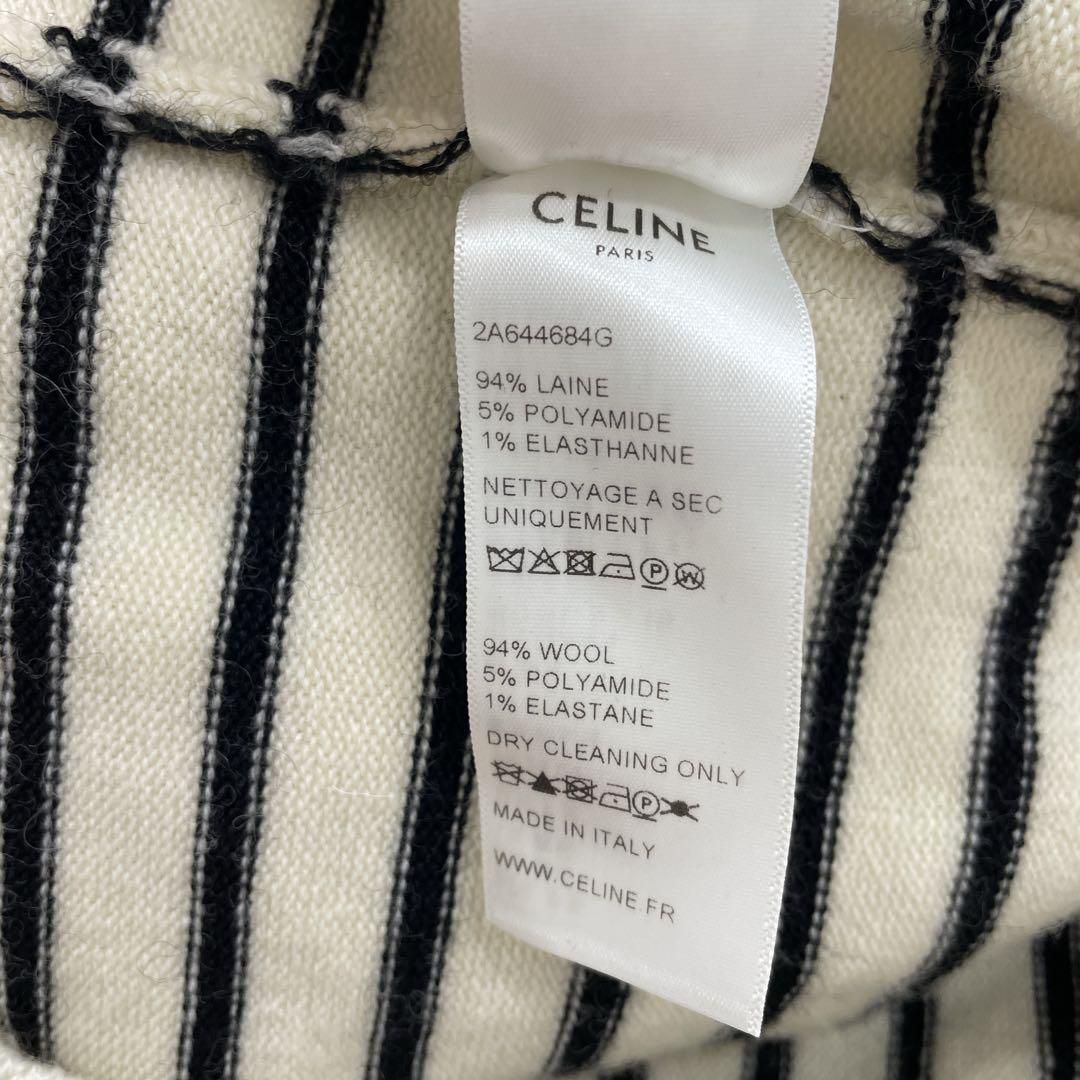 CELINE
PARIS
2A644684G
94% LAINE
5% POLYAMIDE
1% ELASTHANNE
NETTOYAGE A SEC
UNIQUEMENT
P W
94% WOOL
5% POLYAMIDE
1% ELASTANE
DRY CLEANING ONLY
P
MADE IN ITALY
WWW.CELINE.FR